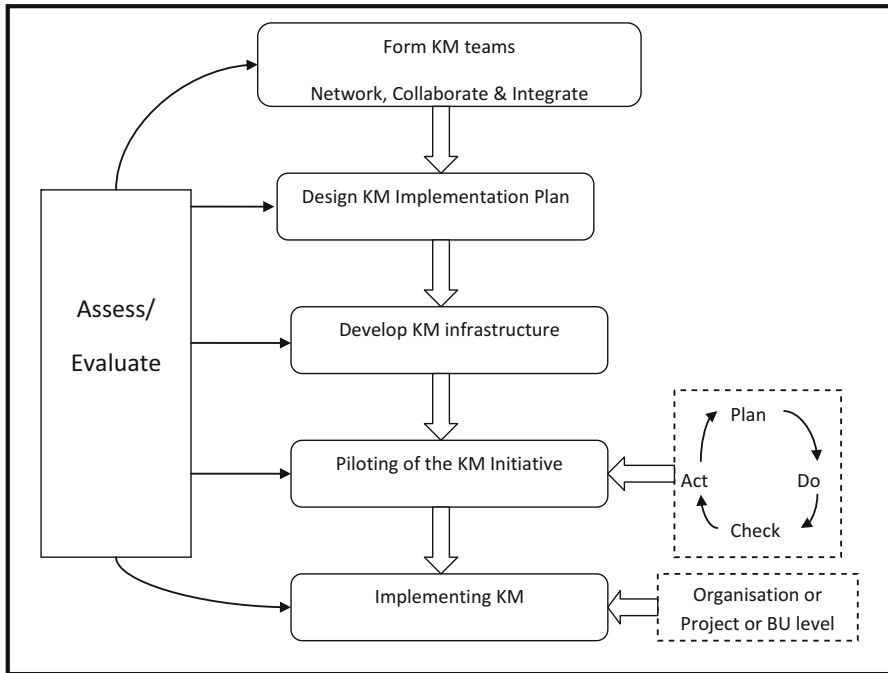 Form KM teams
Network, Collaborate & Integrate
Design KM Implementation Plan
Assess/
Evaluate
Develop KM infrastructure
Piloting of the KM Initiative
Plan
Act
Do
Check
Implementing KM
Organisation or
Project or BU level